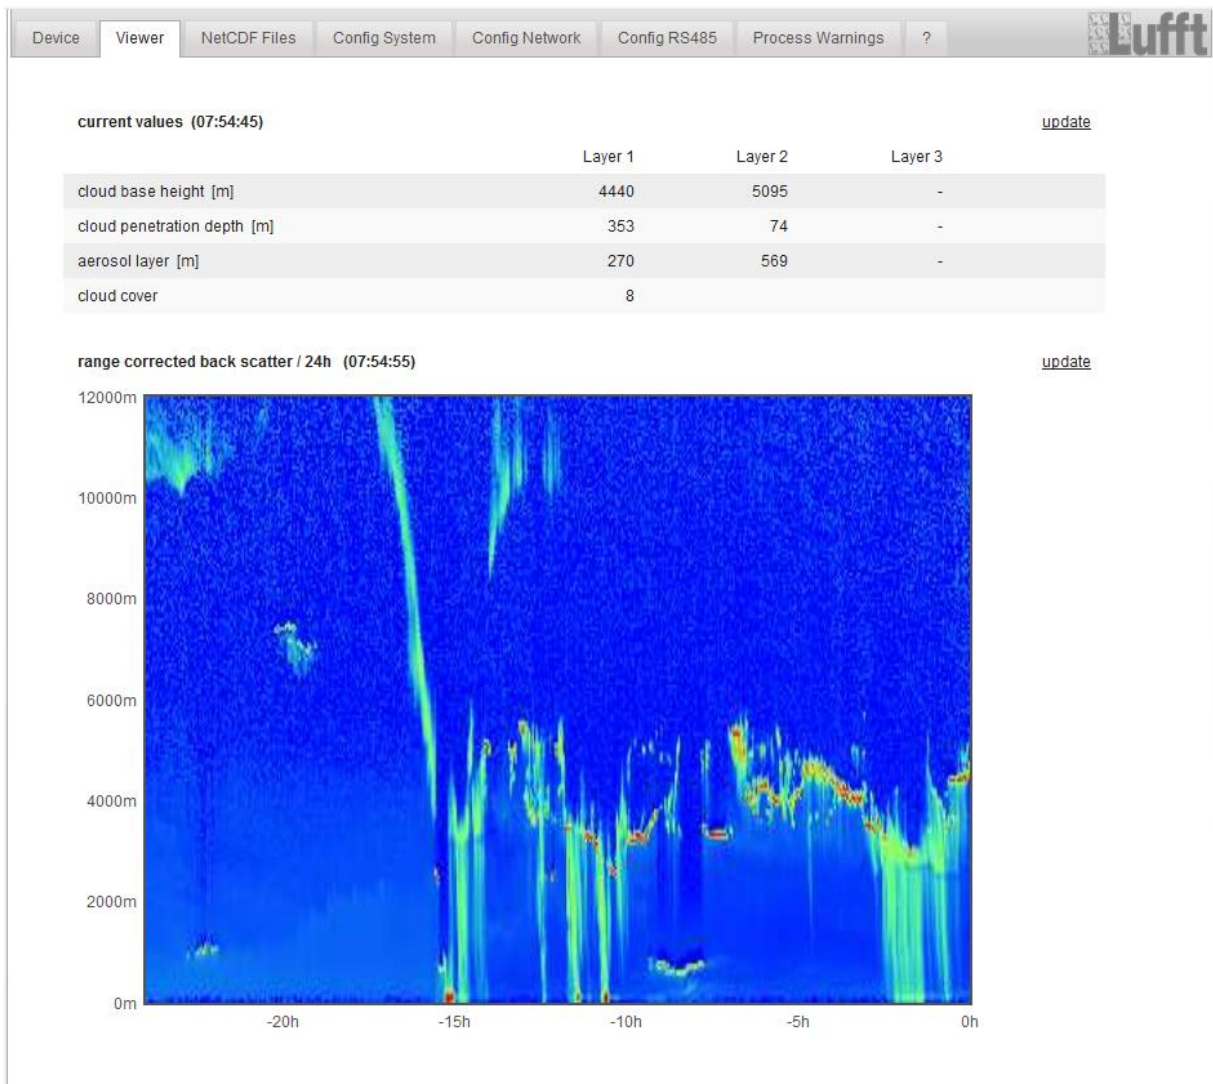 Device Viewer NetCDF Files Config System Config Network Config RS485 Process Warnings ? Lufft
current values (07:54:45) update
Layer 1 Layer 2 Layer 3
cloud base height [m] 4440 5095 -
cloud penetration depth [m] 353 74 -
aerosol layer [m] 270 569 -
cloud cover 8
range corrected back scatter / 24h (07:54:55) update
12000m
10000m
8000m
6000m
4000m
2000m
0m
-20h -15h -10h -5h 0h